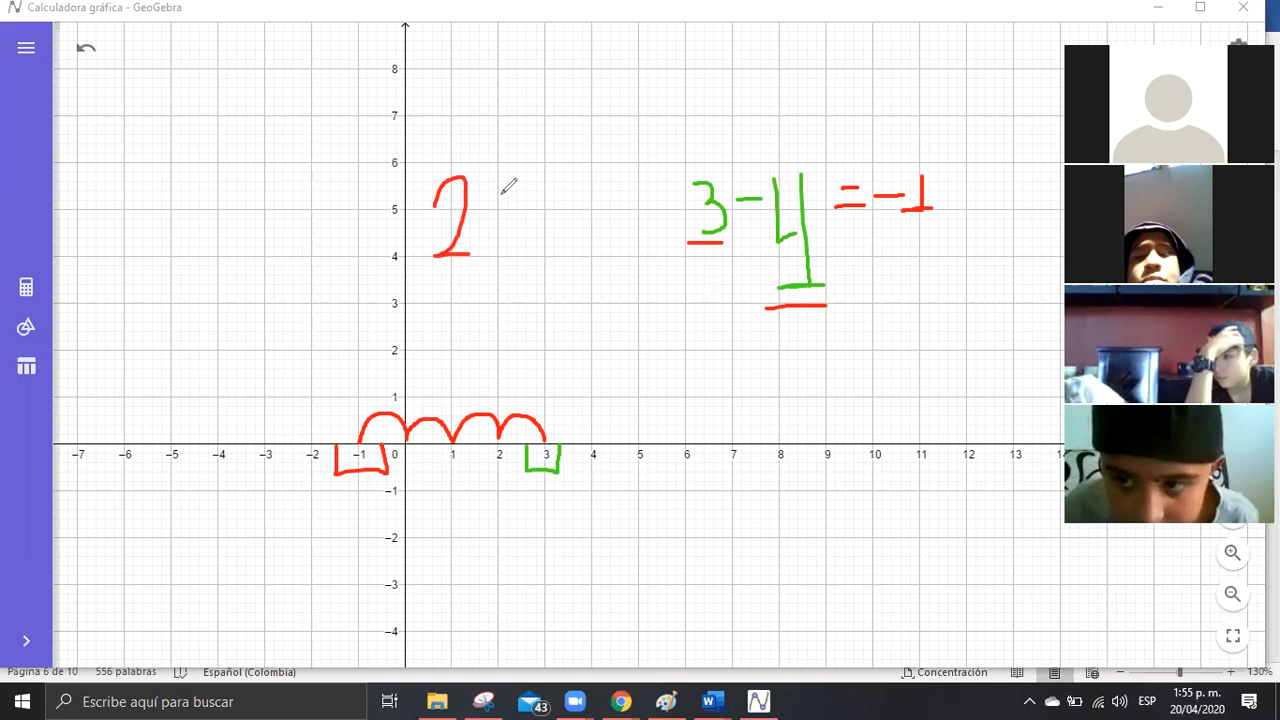 Calculadora gráfica - GeoGebra
8
7
6
5
4
3
2
1
-7 -6 -5 -4 -3 -2 -1 0 1 2 3 4 5 6 7 8 9 10 11 12 13 14
-1
-2
-3
-4
2
3 - 4 = -1
Página 6 de 10 556 palabras Español (Colombia) Concentración 130%
Escribe aquí para buscar
43
ESP
1:55 p. m.
20/04/2020